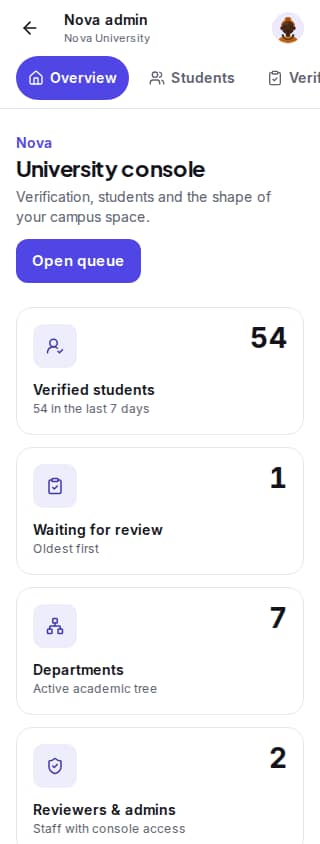 Nova admin
Nova University
Overview
Students
Nova
University console
Verification, students and the shape of
your campus space.
Open queue
54
Verified students
54 in the last 7 days
1
Waiting for review
Oldest first
7
Departments
Active academic tree
2
Reviewers & admins
Staff with console access